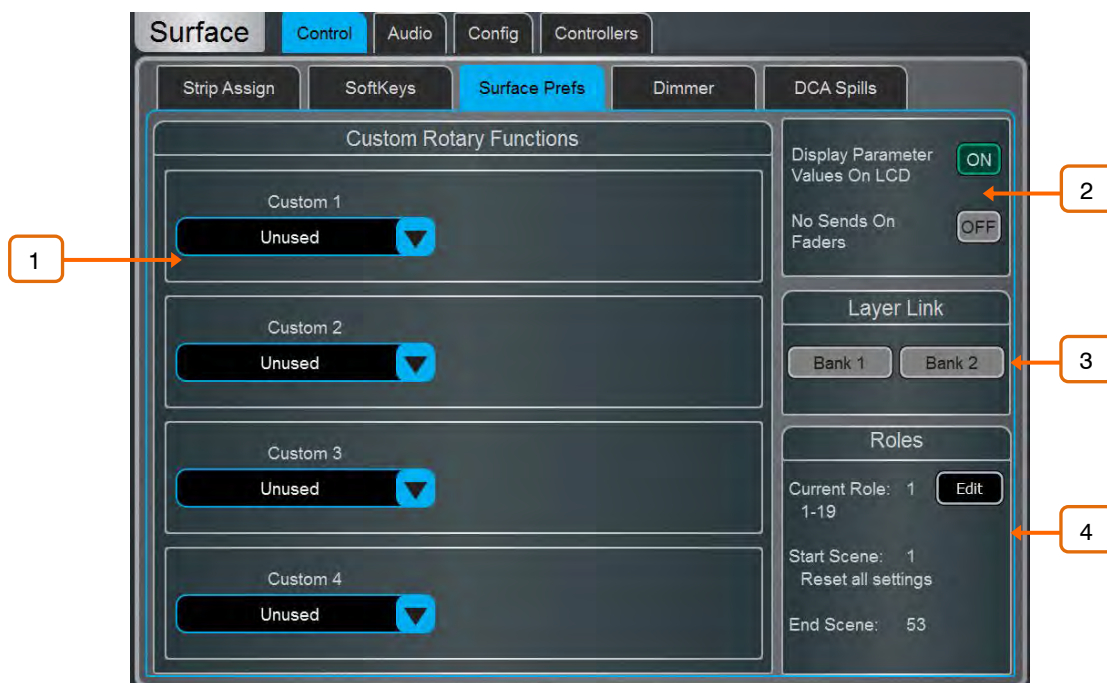 Surface Control Audio Config Controllers
Strip Assign SoftKeys Surface Prefs Dimmer DCA Spills
Custom Rotary Functions
Custom 1
Unused
Custom 2
Unused
Custom 3
Unused
Custom 4
Unused
Display Parameter
Values On LCD
ON
No Sends On
Faders
OFF
Layer Link
Bank 1 Bank 2
Roles
Current Role: 1 Edit
1-19
Start Scene: 1
Reset all settings
End Scene: 53
1
2
3
4